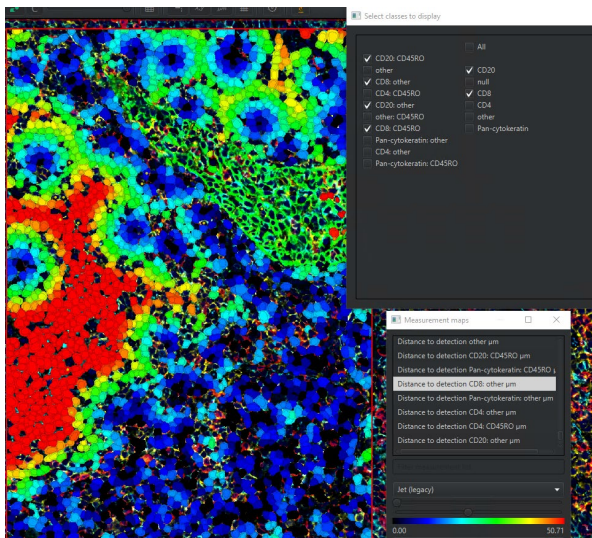 Select classes to display
All
CD20: CD45RO
other
CD20
CD8: other
null
CD4: CD45RO
CD8
CD20: other
CD4
other: CD45RO
other
CD8: CD45RO
Pan-cytokeratin
Pan-cytokeratin: other
CD4: other
Pan-cytokeratin: CD45RO
Measurement maps
Distance to detection other µm
Distance to detection CD20: CD45RO µm
Distance to detection Pan-cytokeratin: CD45RO µ
Distance to detection CD8: other µm
Distance to detection Pan-cytokeratin: other µm
Distance to detection CD4: other µm
Distance to detection CD4: CD45RO µm
Distance to detection CD20: other µm
Jet (legacy)
0.00 50.71